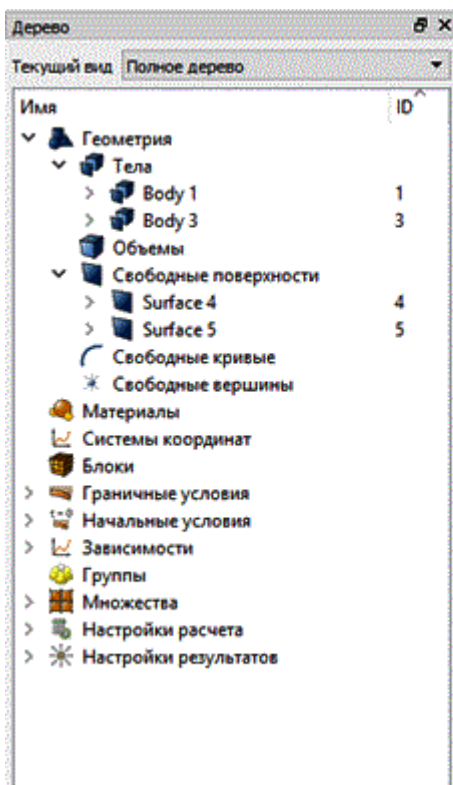 Дерево
Текущий вид Полное дерево
Имя ID
Геометрия
Тела
Body 1 1
Body 3 3
Объемы
Свободные поверхности
Surface 4 4
Surface 5 5
Свободные кривые
Свободные вершины
Материалы
Системы координат
Блоки
Граничные условия
Начальные условия
Зависимости
Группы
Множества
Настройки расчета
Настройки результатов